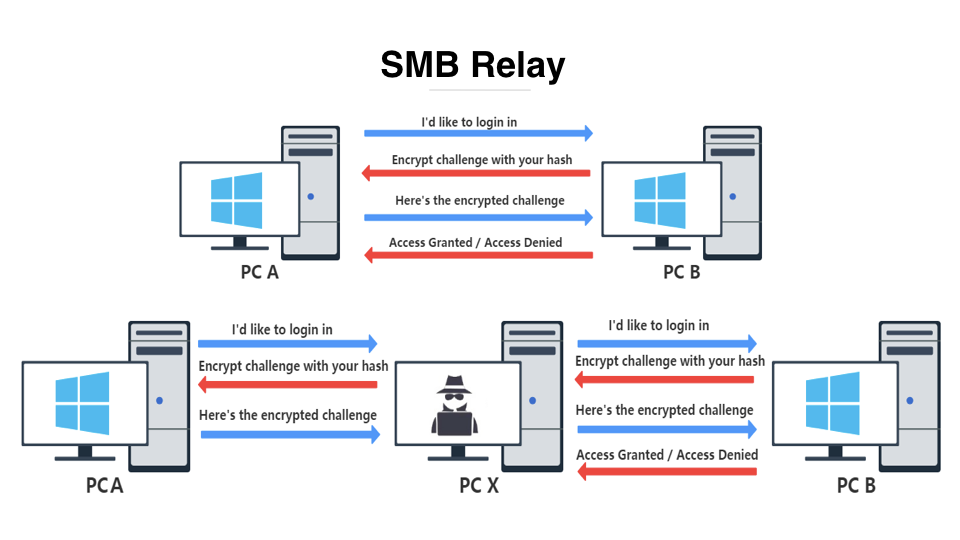 SMB Relay
I'd like to login in
Encrypt challenge with your hash
Here's the encrypted challenge
Access Granted / Access Denied
PC A
PC B
I'd like to login in
Encrypt challenge with your hash
Here's the encrypted challenge
I'd like to login in
Encrypt challenge with your hash
Here's the encrypted challenge
Access Granted / Access Denied
PC A
PC X
PC B